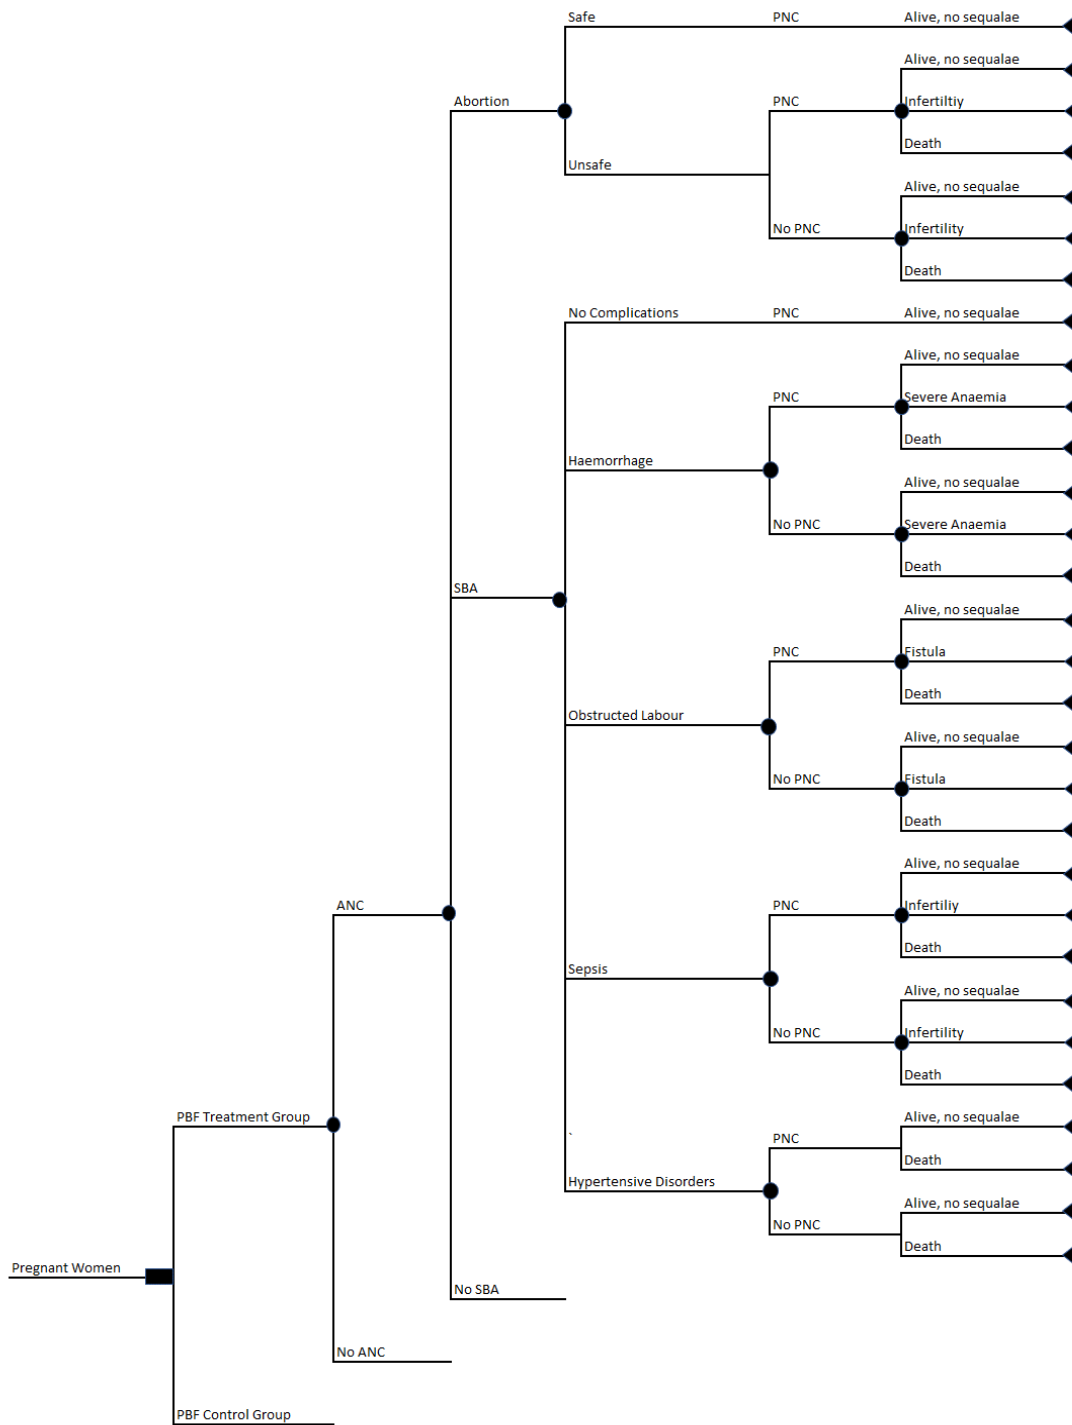 Safe
PNC
Alive, no sequalae
Alive, no sequalae
Abortion
PNC
Infertiltiy
Death
Unsafe
Alive, no sequalae
No PNC
Infertility
Death
No Complications
PNC
Alive, no sequalae
Alive, no sequalae
PNC
Severe Anaemia
Death
Haemorrhage
Alive, no sequalae
No PNC
Severe Anaemia
Death
SBA
Alive, no sequalae
PNC
Fistula
Death
Obstructed Labour
Alive, no sequalae
No PNC
Fistula
Death
Alive, no sequalae
ANC
PNC
Infertiliy
Death
Sepsis
Alive, no sequalae
No PNC
Infertility
Death
PBF Treatment Group
Alive, no sequalae
`
PNC
Death
Hypertensive Disorders
Alive, no sequalae
No PNC
Death
Pregnant Women
No SBA
No ANC
PBF Control Group